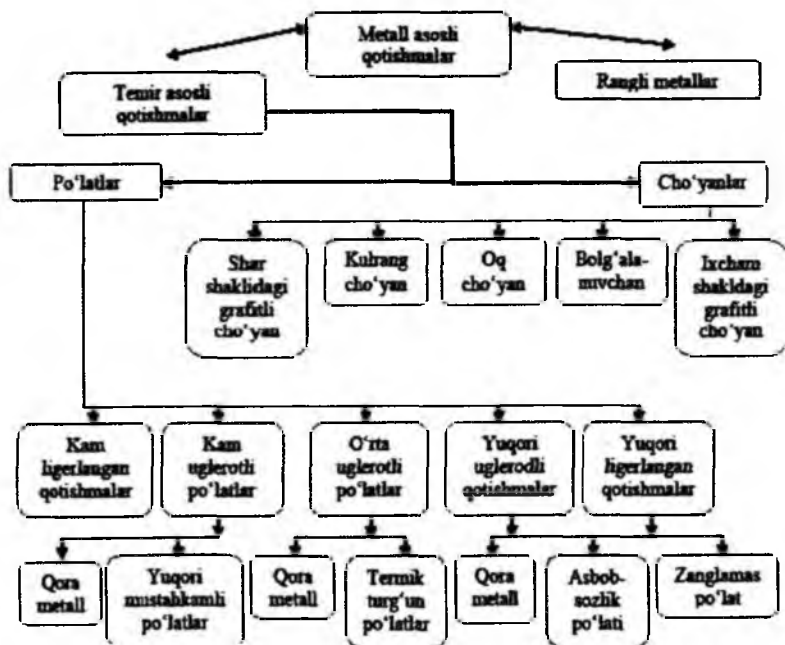 Metall asosli
qotishmalar
Temir asosli
qotishmalar
Rangli metallar
Po‘latlar
Cho‘yanlar
Shar
shaklidagi
grafitli
cho‘yan
Kulrang
cho‘yan
Oq
cho‘yan
Bolg‘ala-
nuvchan
Ixcham
shakldagi
grafitli
cho‘yan
Kam
ligerlangan
qotishmalar
Kam
uglerotli
po‘latlar
O‘rta
uglerotli
po‘latlar
Yuqori
uglerodli
qotishmalar
Yuqori
ligerlangan
qotishmalar
Qora
metall
Yuqori
mustahkamli
po‘latlar
Qora
metall
Termik
turg‘un
po‘latlar
Qora
metall
Asbob-
sozlik
po‘lati
Zanglamas
po‘lat